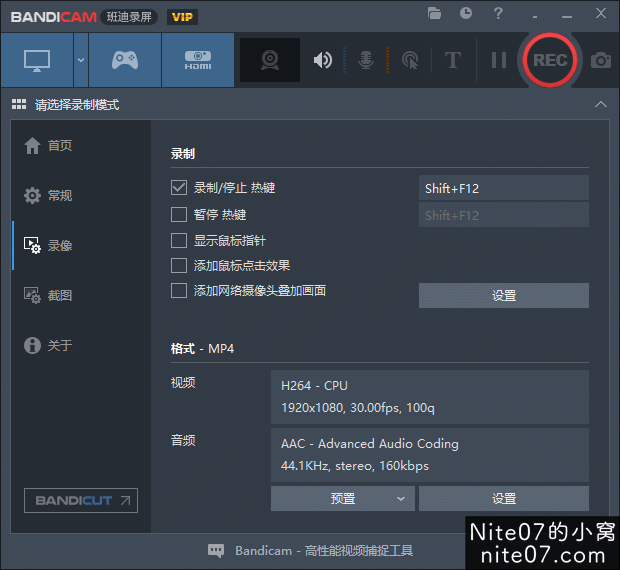 BANDICAM 班迪录屏 VIP
HDMI
T
REC
请选择录制模式
首页
常规
录像
截图
关于
BANDICUT
录制
录制/停止 热键
Shift+F12
暂停 热键
Shift+F12
显示鼠标指针
添加鼠标点击效果
添加网络摄像头叠加画面
设置
格式 - MP4
视频
H264 - CPU
1920x1080, 30.00fps, 100q
音频
AAC - Advanced Audio Coding
44.1KHz, stereo, 160kbps
预置
设置
Bandicam - 高性能视频捕捉工具
Nite07的小窝
nite07.com